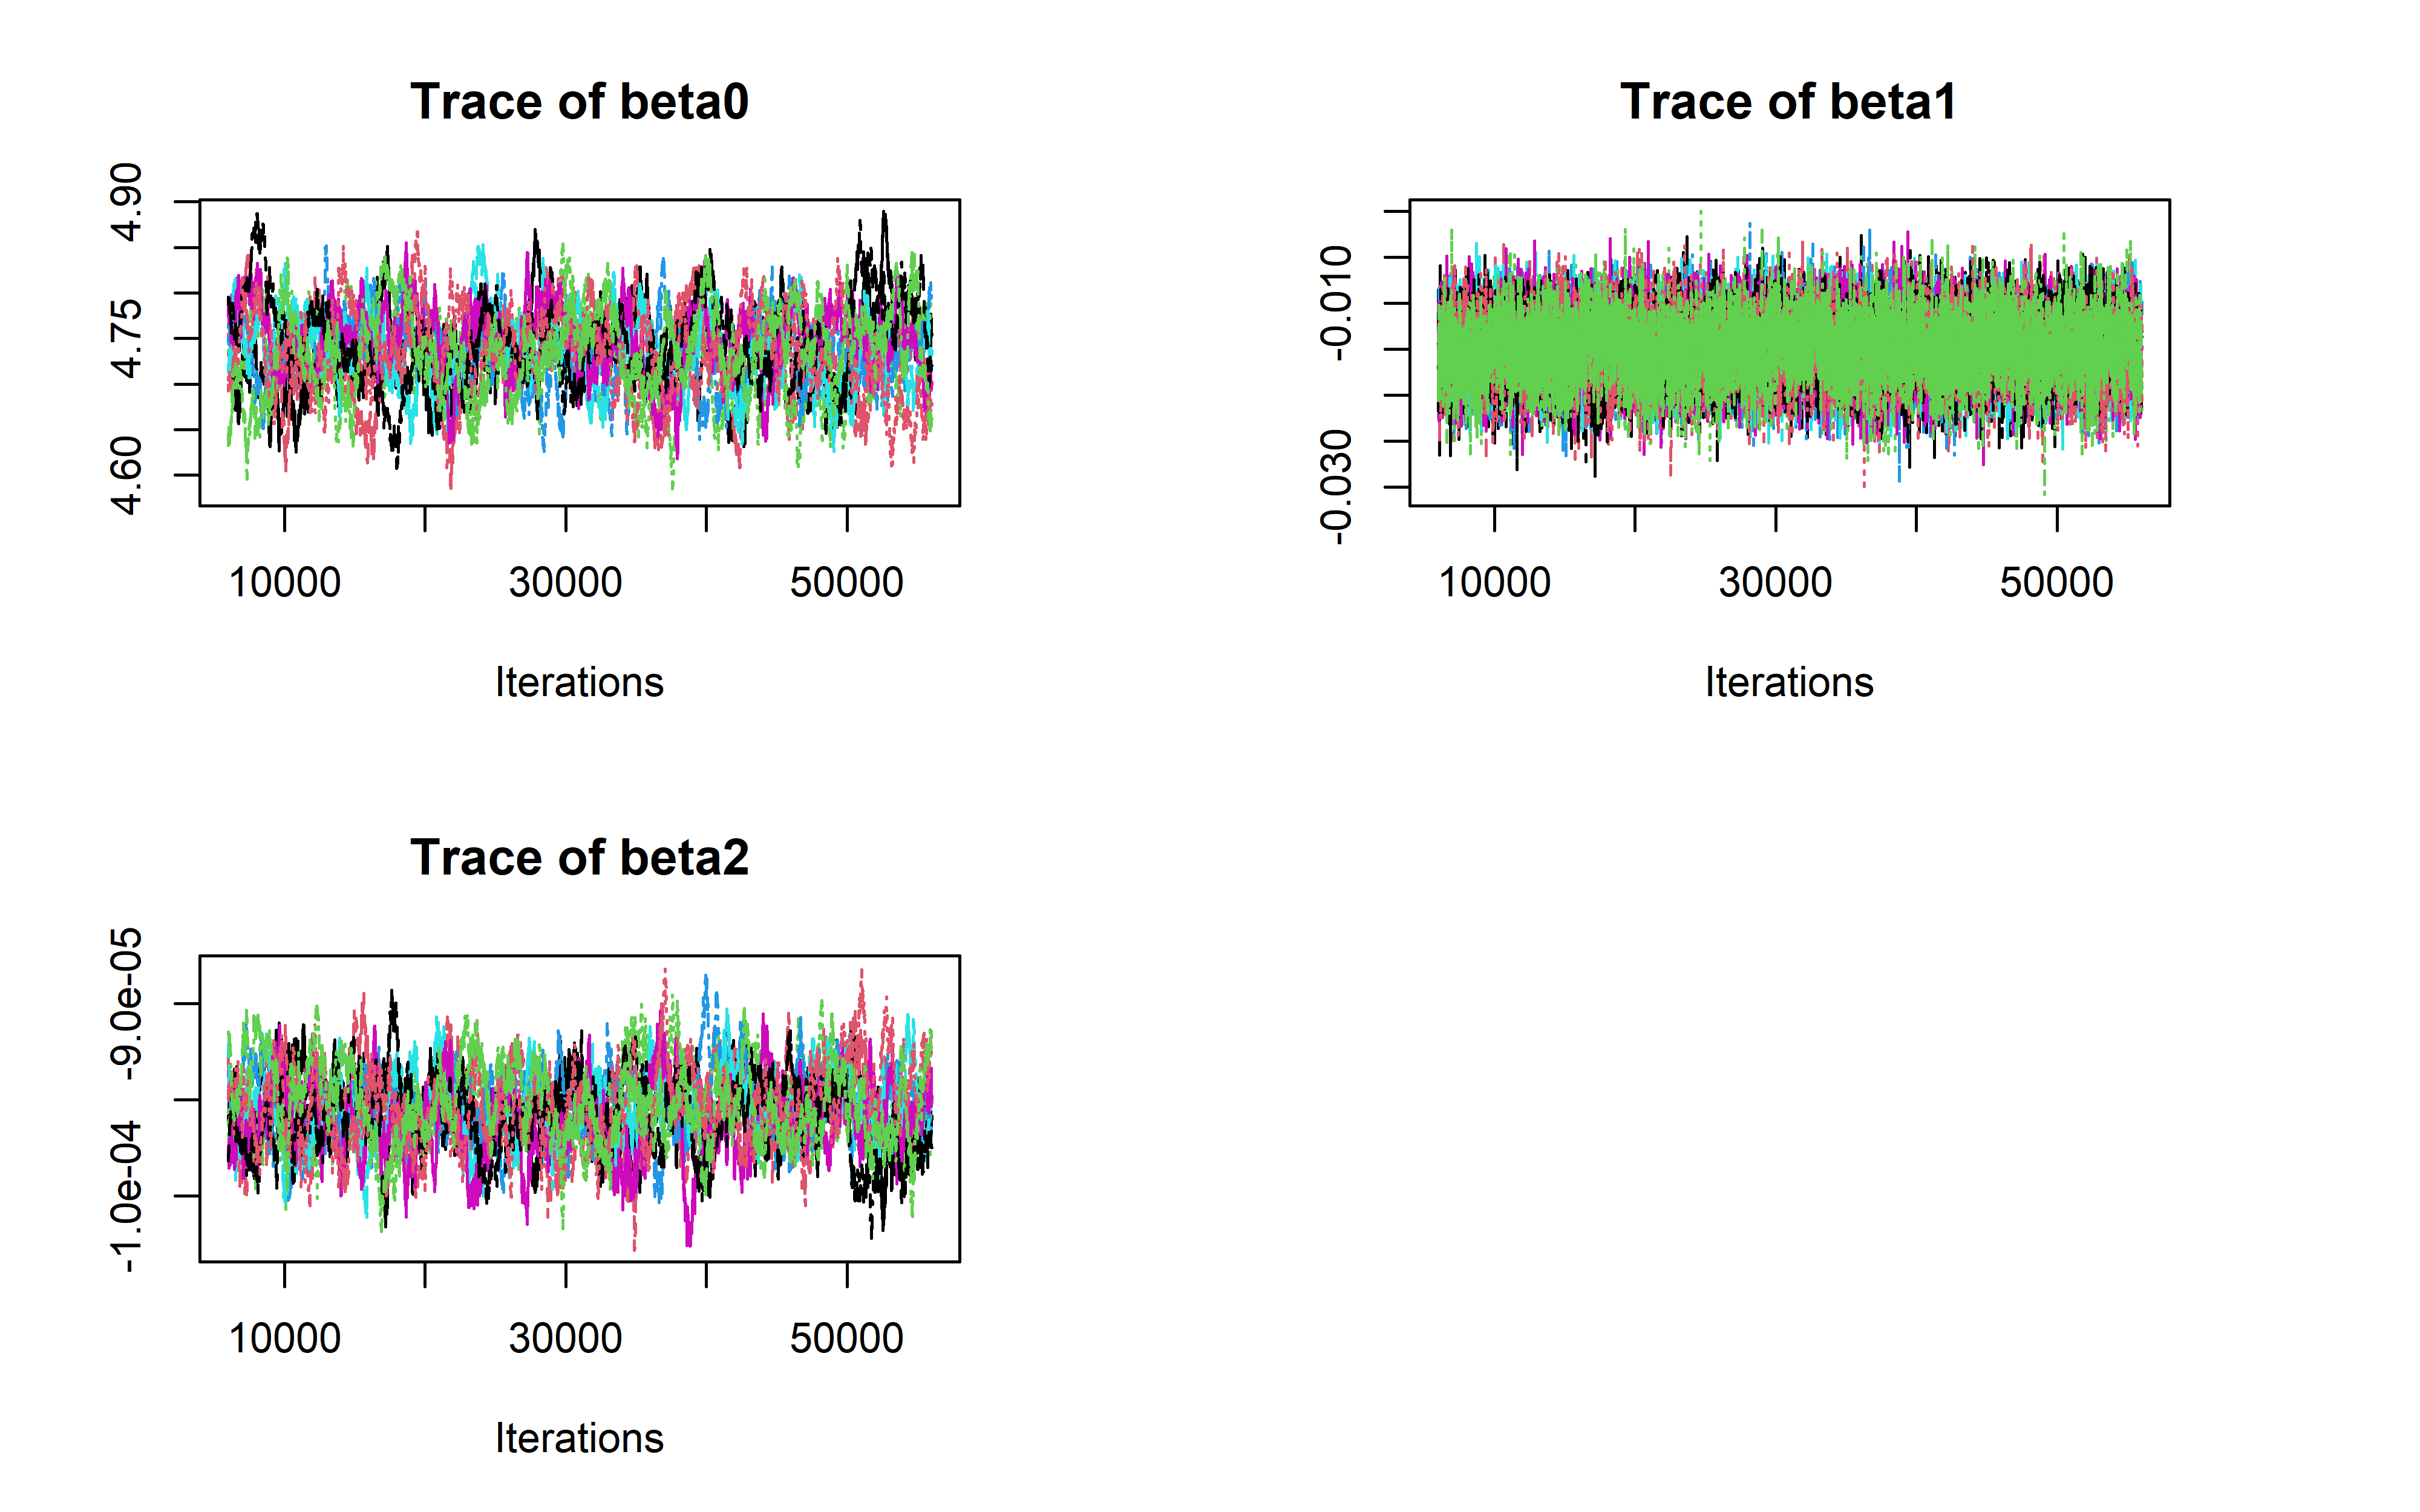 Trace of beta0
4.90
4.75
4.60
10000 30000 50000
Iterations
Trace of beta1
-0.010
-0.030
10000 30000 50000
Iterations
Trace of beta2
-9.0e-05
-1.0e-04
10000 30000 50000
Iterations